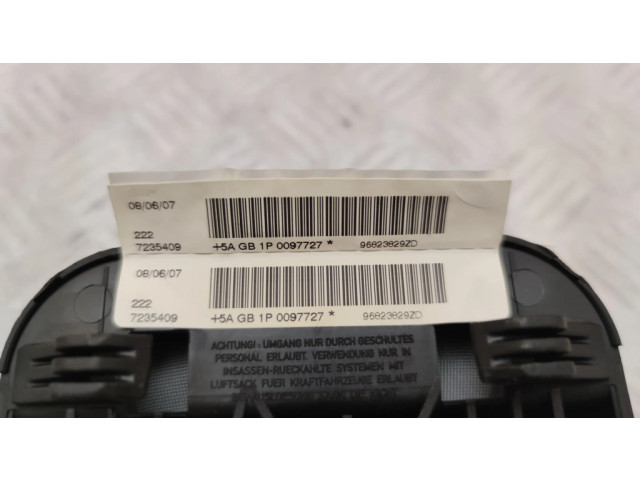 08/06/07
222
7235409 +5A GB 1P 0097727 * 96823829ZD
08/06/07
222
7235409 +5A GB 1P 0097727 * 96823829ZD
ACHTUNG: UMGANG NUR DURCH GESCHULTES
PERSONAL ERLAUBT. VERWENDUNG NUR IN
INSASSEN-RUECKAHLTE SYSTEMEN MIT
LUFTSACK FUER KRAFTFAHRZEUGE ERLAUBT